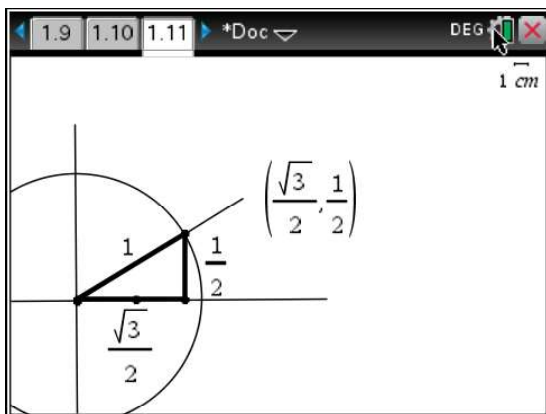 1.9 1.10 1.11 *Doc DEG
1 cm
(√3/2, 1/2)
1
1/2
√3/2